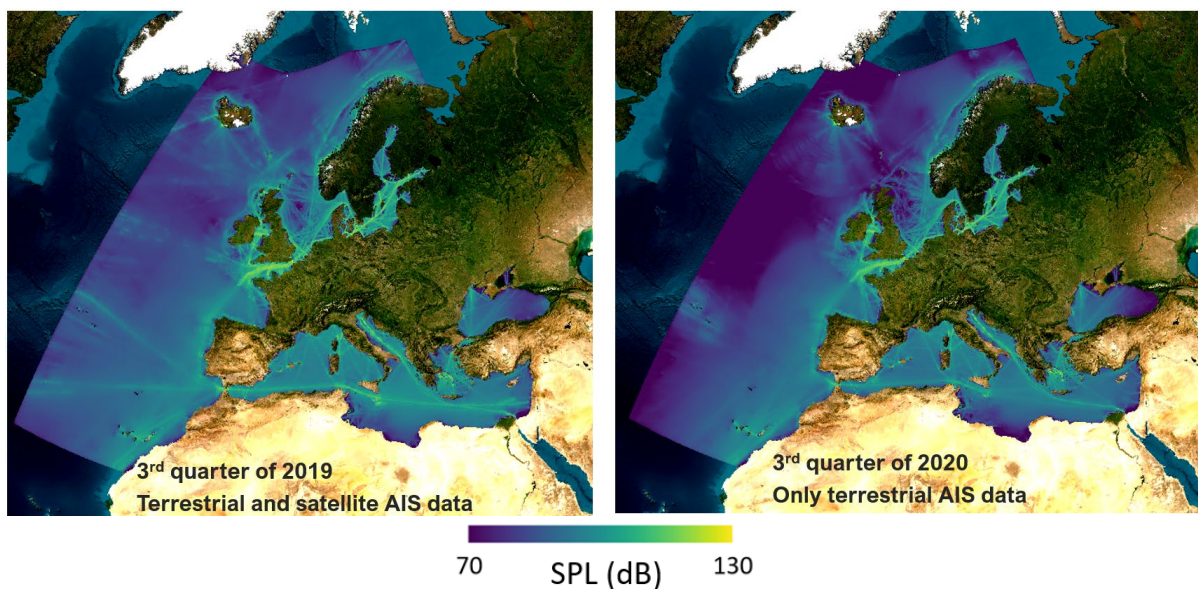 3rd quarter of 2019
Terrestrial and satellite AIS data
3rd quarter of 2020
Only terrestrial AIS data
70
130
SPL (dB)